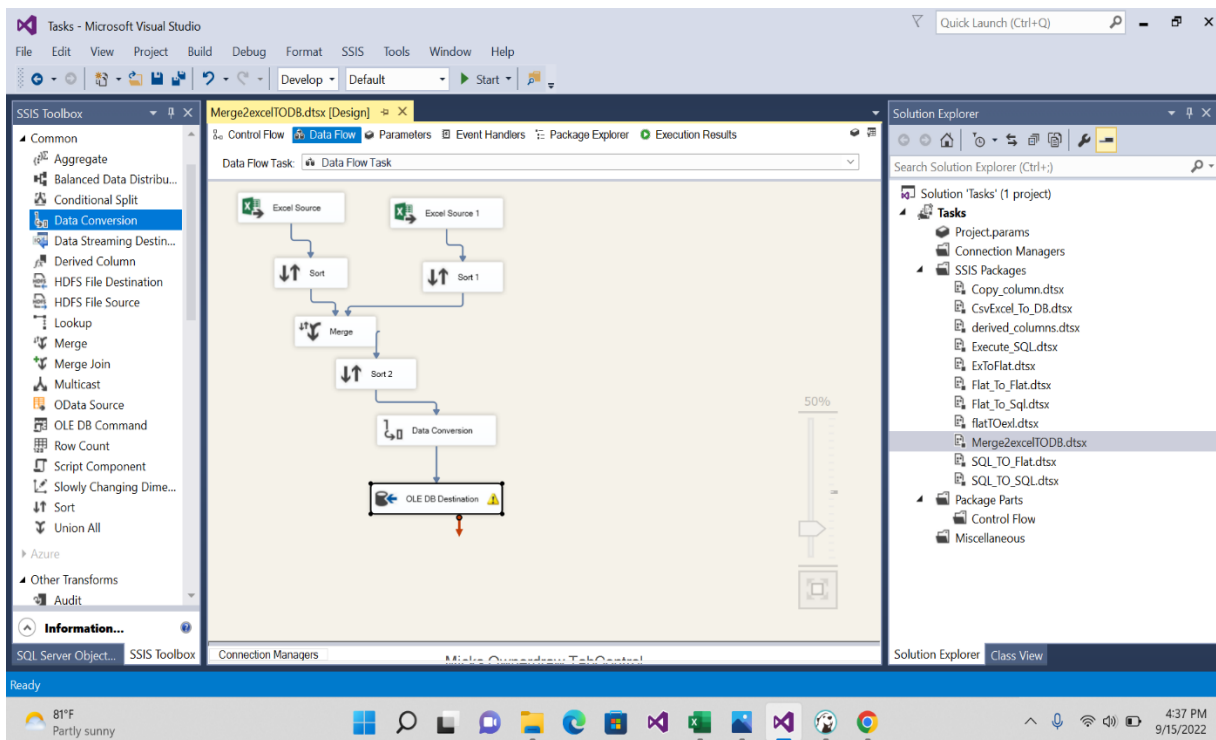 Tasks - Microsoft Visual Studio
Quick Launch (Ctrl+Q)
File Edit View Project Build Debug Format SSIS Tools Window Help
Develop Default Start
SSIS Toolbox
Common
Aggregate
Balanced Data Distribu...
Conditional Split
Data Conversion
Data Streaming Destin...
Derived Column
HDFS File Destination
HDFS File Source
Lookup
Merge
Merge Join
Multicast
OData Source
OLE DB Command
Row Count
Script Component
Slowly Changing Dime...
Sort
Union All
Azure
Other Transforms
Audit
Information...
SQL Server Object... SSIS Toolbox
Merge2excelTODB.dtsx [Design]
Control Flow Data Flow Parameters Event Handlers Package Explorer Execution Results
Data Flow Task: Data Flow Task
Excel Source
Excel Source 1
Sort
Sort 1
Merge
Sort 2
Data Conversion
OLE DB Destination
50%
Connection Managers
Solution Explorer
Search Solution Explorer (Ctrl+;)
Solution 'Tasks' (1 project)
Tasks
Project.params
Connection Managers
SSIS Packages
Copy_column.dtsx
CsvExcel_To_DB.dtsx
derived_columns.dtsx
Execute_SQL.dtsx
ExToFlat.dtsx
Flat_To_Flat.dtsx
Flat_To_Sql.dtsx
flatTOexl.dtsx
Merge2excelTODB.dtsx
SQL_TO_Flat.dtsx
SQL_TO_SQL.dtsx
Package Parts
Control Flow
Miscellaneous
Solution Explorer Class View
Ready
81°F
Partly sunny
4:37 PM
9/15/2022